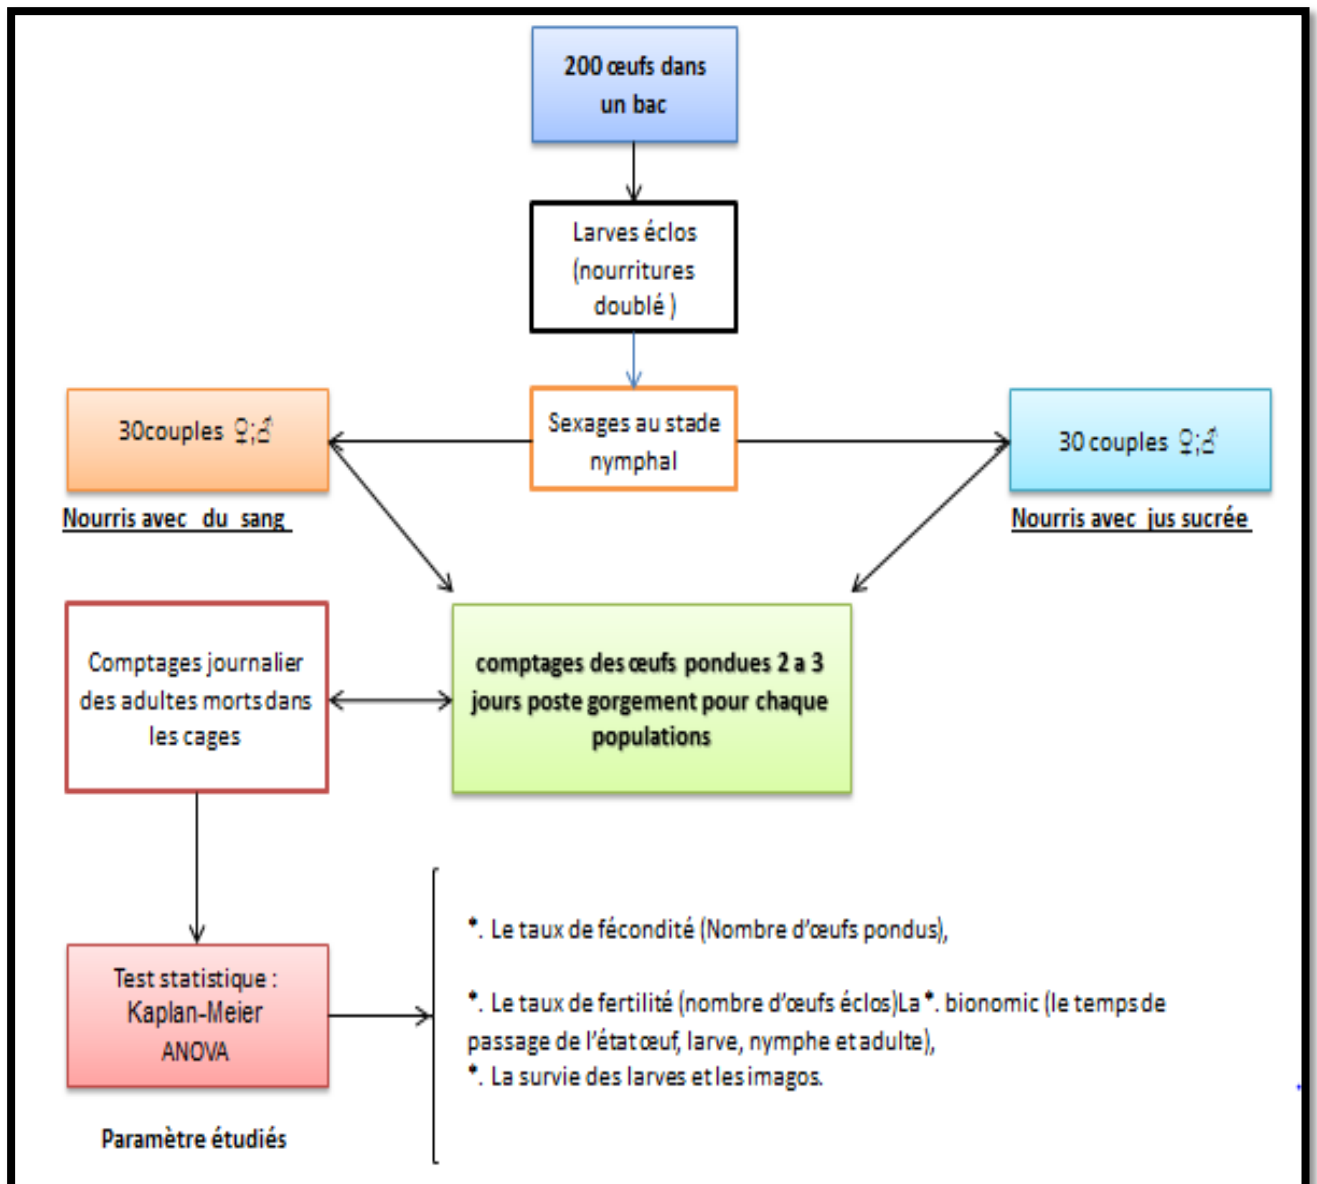 200 œufs dans
un bac
Larves éclos
(nourritures
doublé )
Sexages au stade
nymphal
30couples ♀;♂
Nourris avec du sang
30 couples ♀;♂
Nourris avec jus sucrée
Comptages journalier
des adultes morts dans
les cages
comptages des œufs pondues 2 a 3
jours poste gorgement pour chaque
populations
Test statistique :
Kaplan-Meier
ANOVA
*. Le taux de fécondité (Nombre d'œufs pondus),
*. Le taux de fertilité (nombre d'œufs éclos)La *. bionomic (le temps de
passage de l'état œuf, larve, nymphe et adulte),
*. La survie des larves et les imagos.
Paramètre étudiés